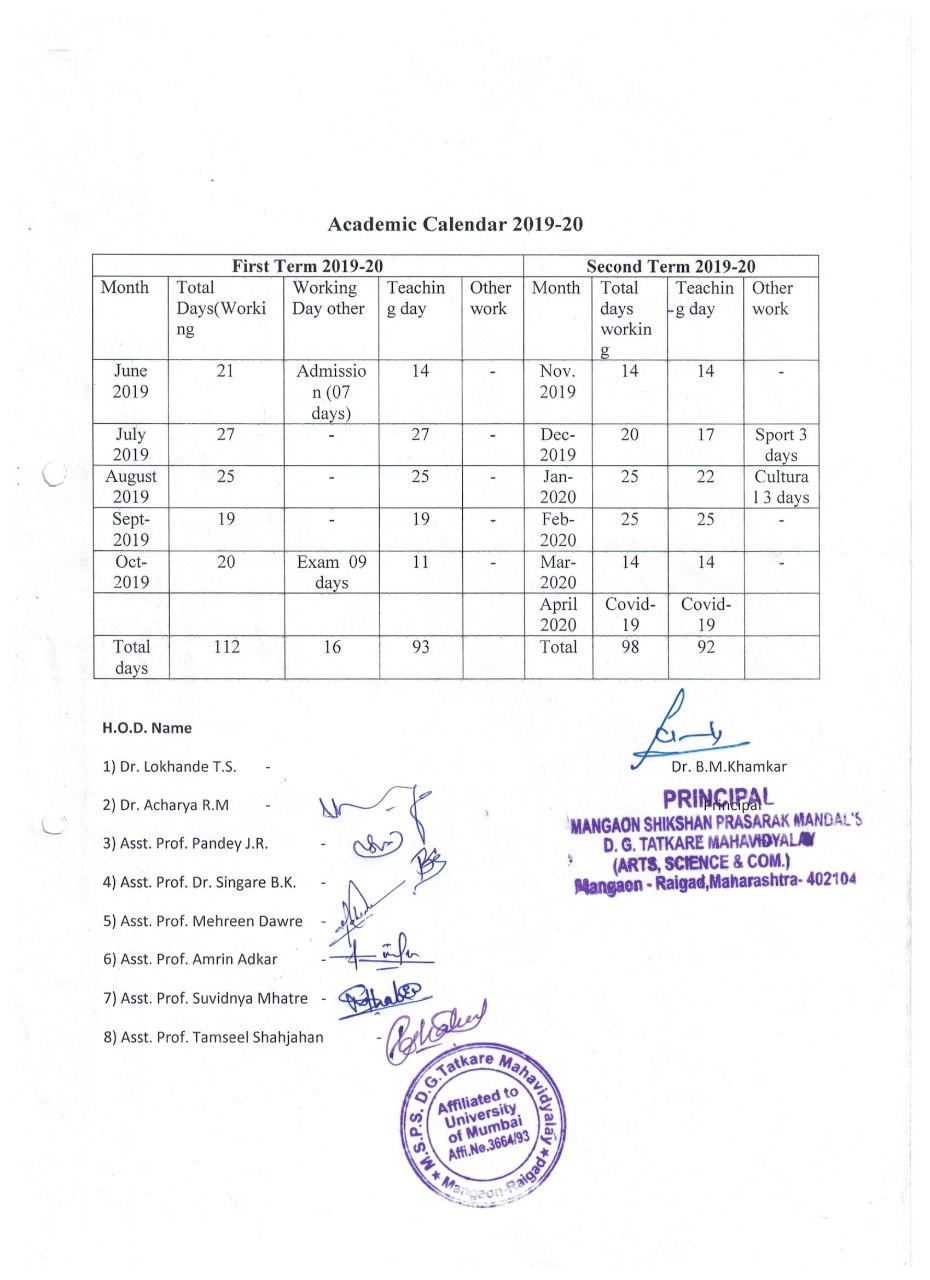 Academic Calendar 2019-20
First Term 2019-20 Second Term 2019-20
Month Total Working Teachin Other Month Total Teachin Other
Days(Worki Day other g day work days g day work
ng workin
g
June 21 Admissio 14 - Nov. 14 14 -
2019 n (07 2019
days)
July 27 - 27 - Dec- 20 17 Sport 3
2019 2019 days
August 25 - 25 - Jan- 25 22 Cultura
2019 2020 l 3 days
Sept- 19 - 19 - Feb- 25 25 -
2019 2020
Oct- 20 Exam 09 11 - Mar- 14 14 -
2019 days 2020
April Covid- Covid-
2020 19 19
Total 112 16 93 Total 98 92
days
H.O.D. Name
1) Dr. Lokhande T.S. -
2) Dr. Acharya R.M -
3) Asst. Prof. Pandey J.R. -
4) Asst. Prof. Dr. Singare B.K. -
5) Asst. Prof. Mehreen Dawre -
6) Asst. Prof. Amrin Adkar -
7) Asst. Prof. Suvidnya Mhatre -
8) Asst. Prof. Tamseel Shahjahan -
Dr. B.M.Khamkar
Principal
PRINCIPAL
MANGAON SHIKSHAN PRASARAK MANDAL'S
D. G. TATKARE MAHAVIDYALAY
(ARTS, SCIENCE & COM.)
Mangaon - Raigad,Maharashtra- 402104
M.S.P.S. D.G.Tatkare Mahavidyalay
Mangaon-Raigad
Affiliated to
University
of Mumbai
Affi.No.3664/93